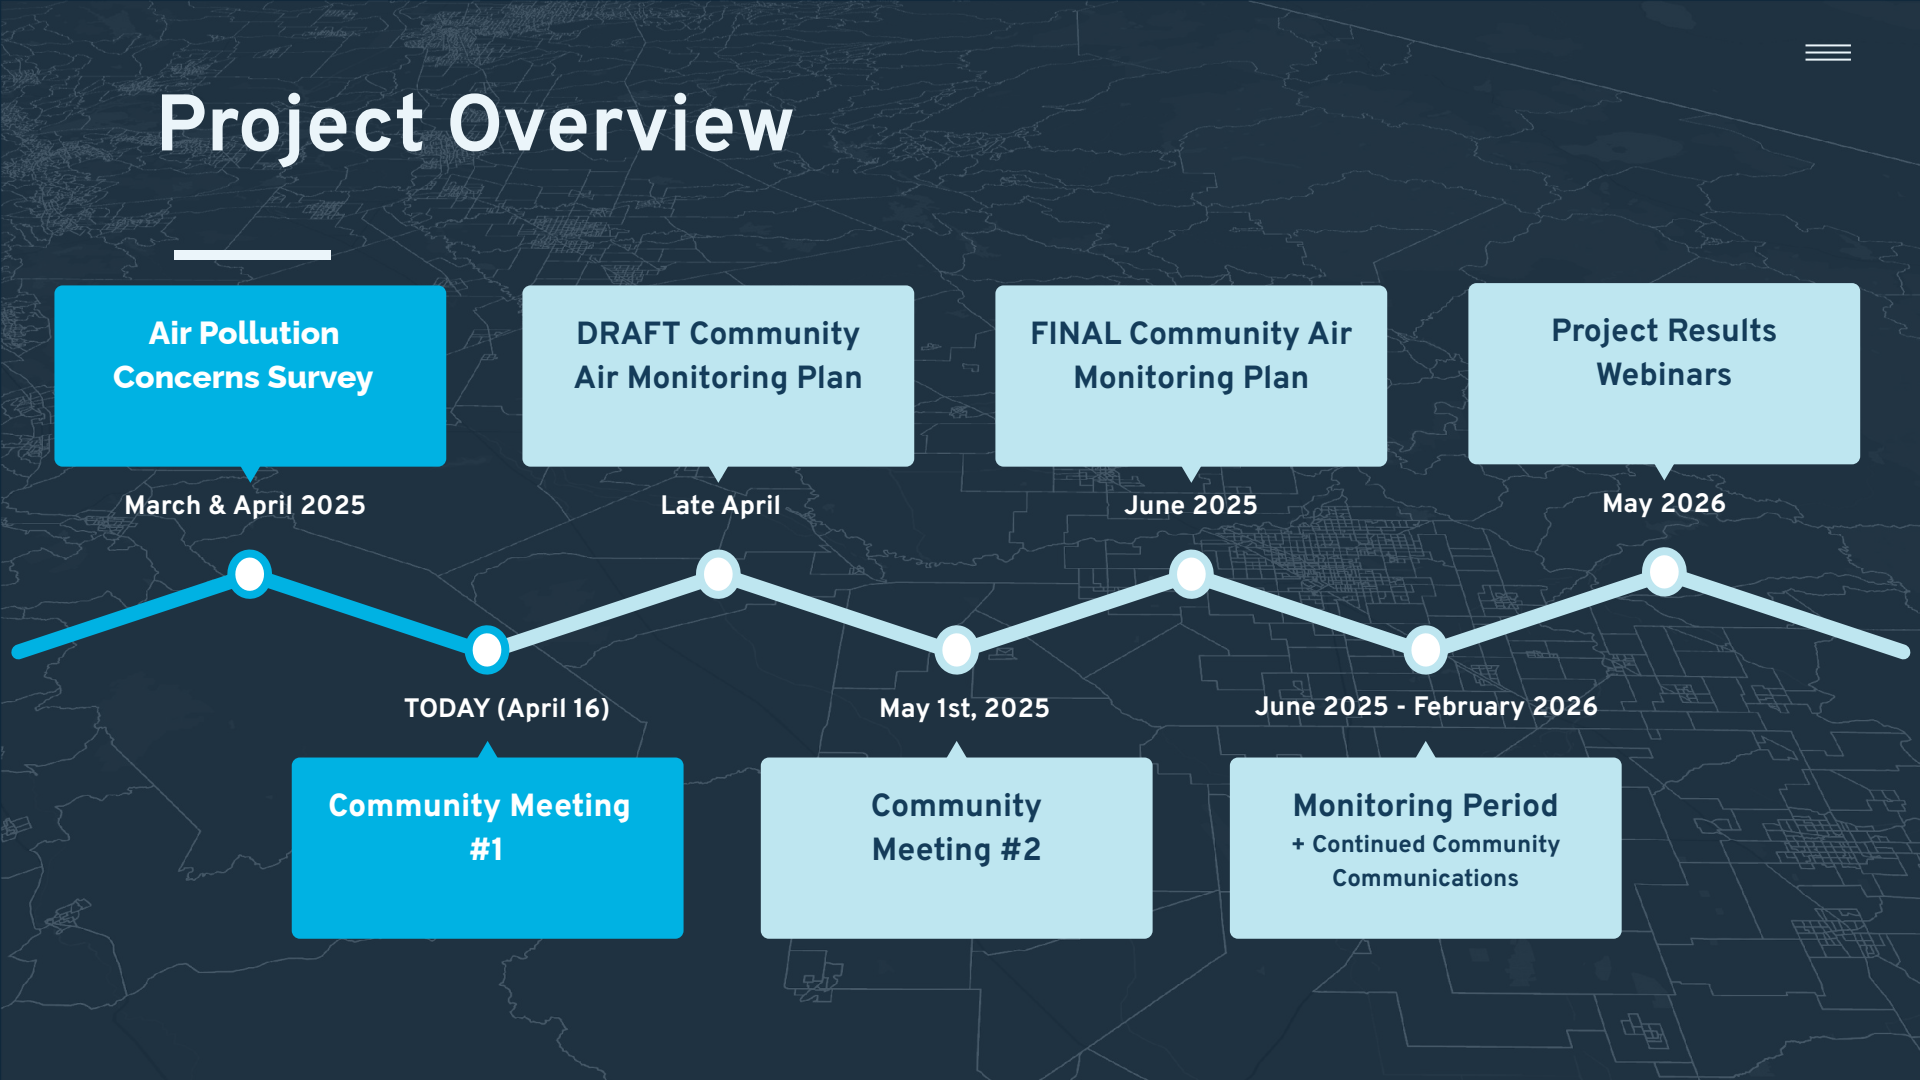 Project Overview
Air Pollution
Concerns Survey
March & April 2025
TODAY (April 16)
Community Meeting
#1
DRAFT Community
Air Monitoring Plan
Late April
May 1st, 2025
Community
Meeting #2
FINAL Community Air
Monitoring Plan
June 2025
June 2025 - February 2026
Monitoring Period
+ Continued Community
Communications
Project Results
Webinars
May 2026